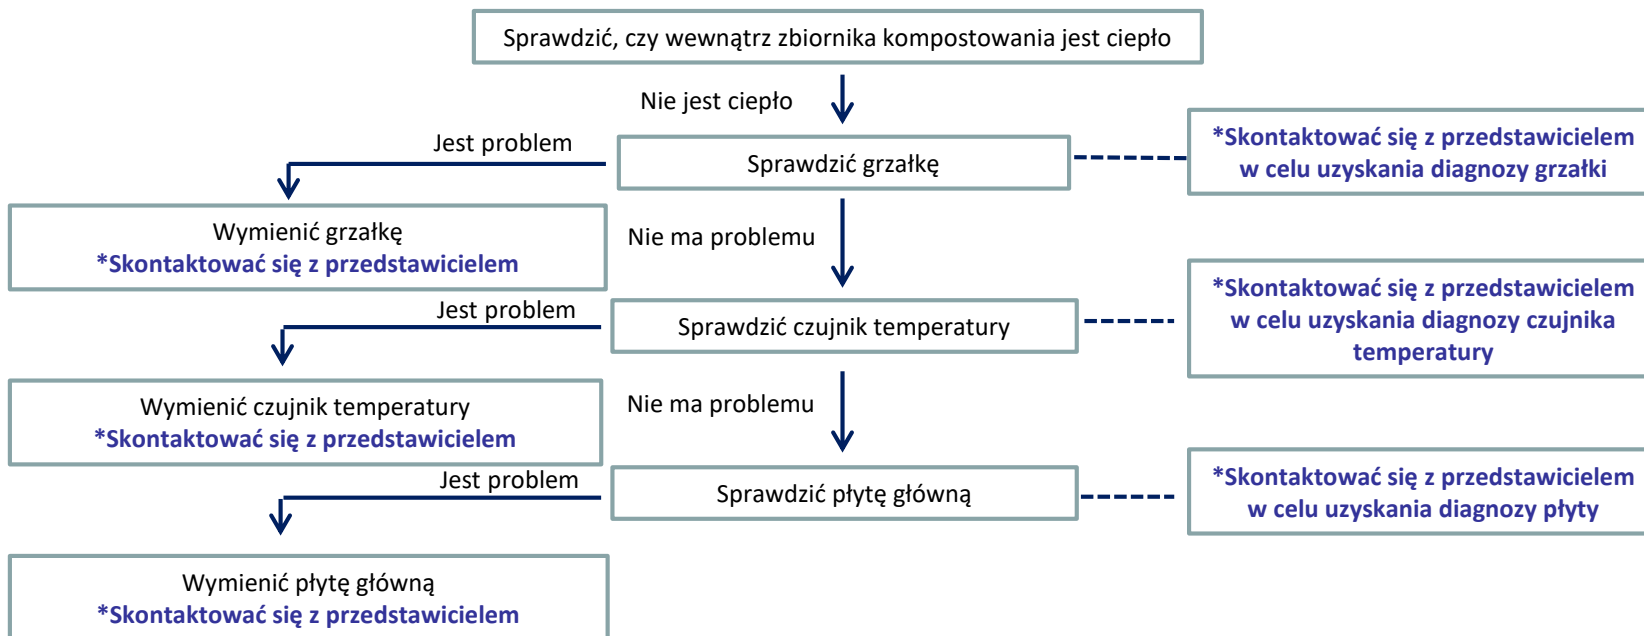 Sprawdzić, czy wewnątrz zbiornika kompostowania jest ciepło
Nie jest ciepło
Jest problem
Sprawdzić grzałkę
*Skontaktować się z przedstawicielem
w celu uzyskania diagnozy grzałki
Wymienić grzałkę
*Skontaktować się z przedstawicielem
Nie ma problemu
Jest problem
Sprawdzić czujnik temperatury
*Skontaktować się z przedstawicielem
w celu uzyskania diagnozy czujnika
temperatury
Wymienić czujnik temperatury
*Skontaktować się z przedstawicielem
Nie ma problemu
Jest problem
Sprawdzić płytę główną
*Skontaktować się z przedstawicielem
w celu uzyskania diagnozy płyty
Wymienić płytę główną
*Skontaktować się z przedstawicielem